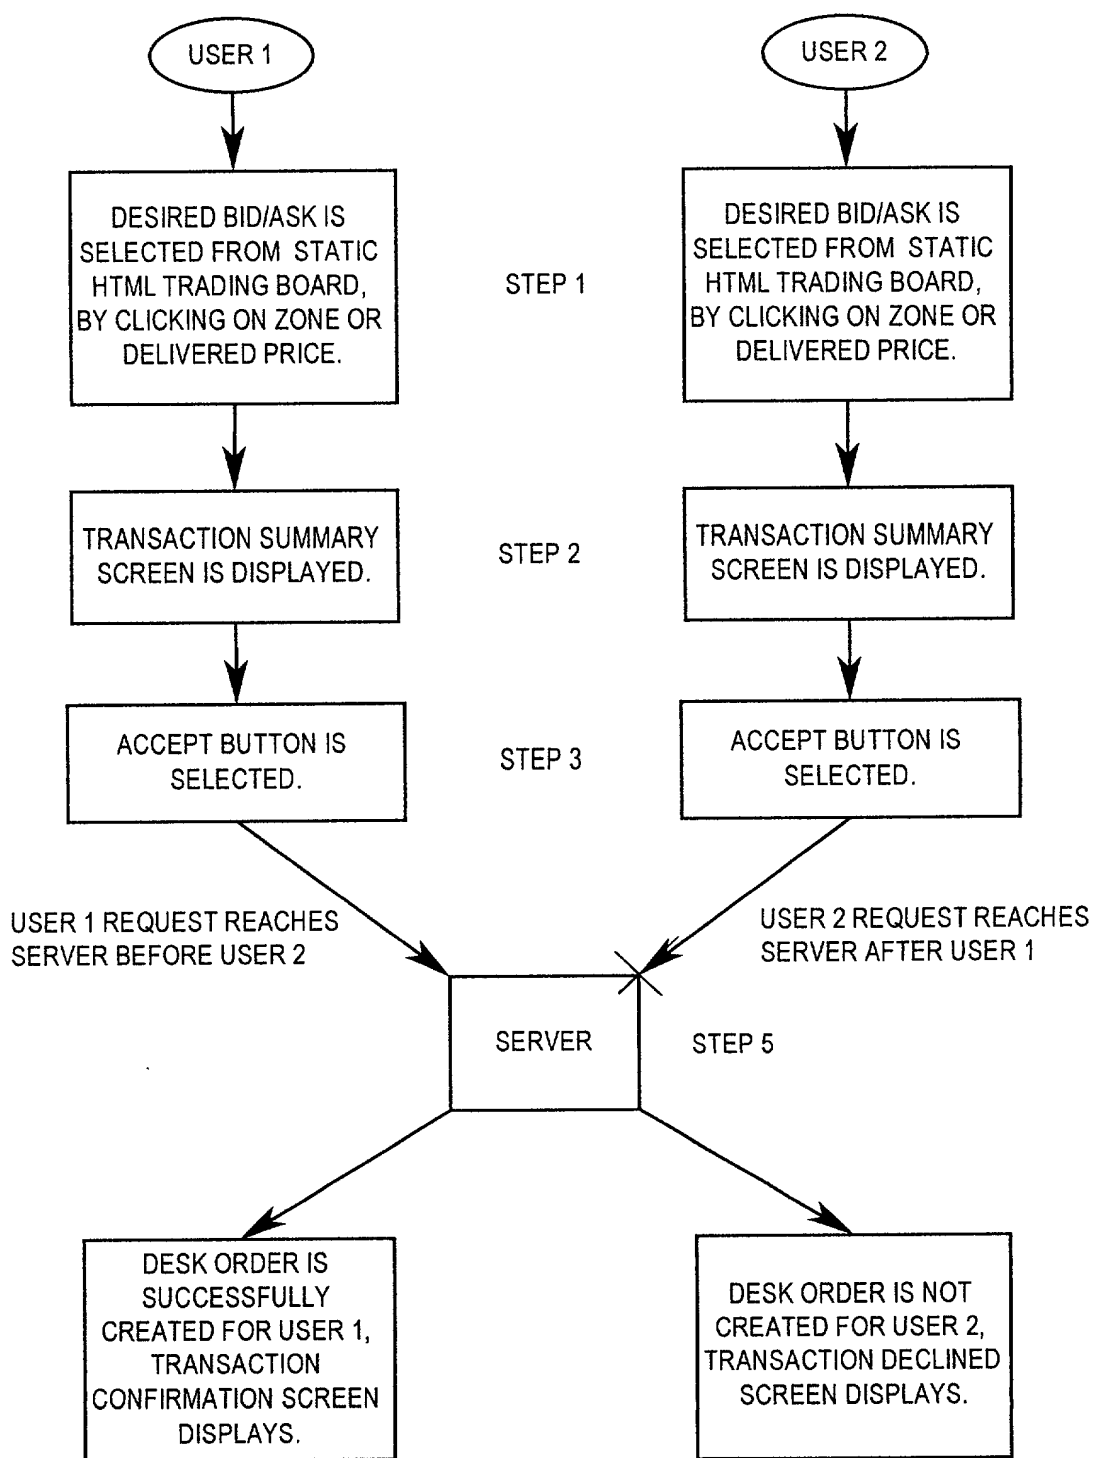 USER 1
USER 2
DESIRED BID/ASK IS
SELECTED FROM STATIC
HTML TRADING BOARD,
BY CLICKING ON ZONE OR
DELIVERED PRICE.
STEP 1
DESIRED BID/ASK IS
SELECTED FROM STATIC
HTML TRADING BOARD,
BY CLICKING ON ZONE OR
DELIVERED PRICE.
TRANSACTION SUMMARY
SCREEN IS DISPLAYED.
STEP 2
TRANSACTION SUMMARY
SCREEN IS DISPLAYED.
ACCEPT BUTTON IS
SELECTED.
STEP 3
ACCEPT BUTTON IS
SELECTED.
USER 1 REQUEST REACHES
SERVER BEFORE USER 2
USER 2 REQUEST REACHES
SERVER AFTER USER 1
SERVER
STEP 5
DESK ORDER IS
SUCCESSFULLY
CREATED FOR USER 1,
TRANSACTION
CONFIRMATION SCREEN
DISPLAYS.
DESK ORDER IS NOT
CREATED FOR USER 2,
TRANSACTION DECLINED
SCREEN DISPLAYS.